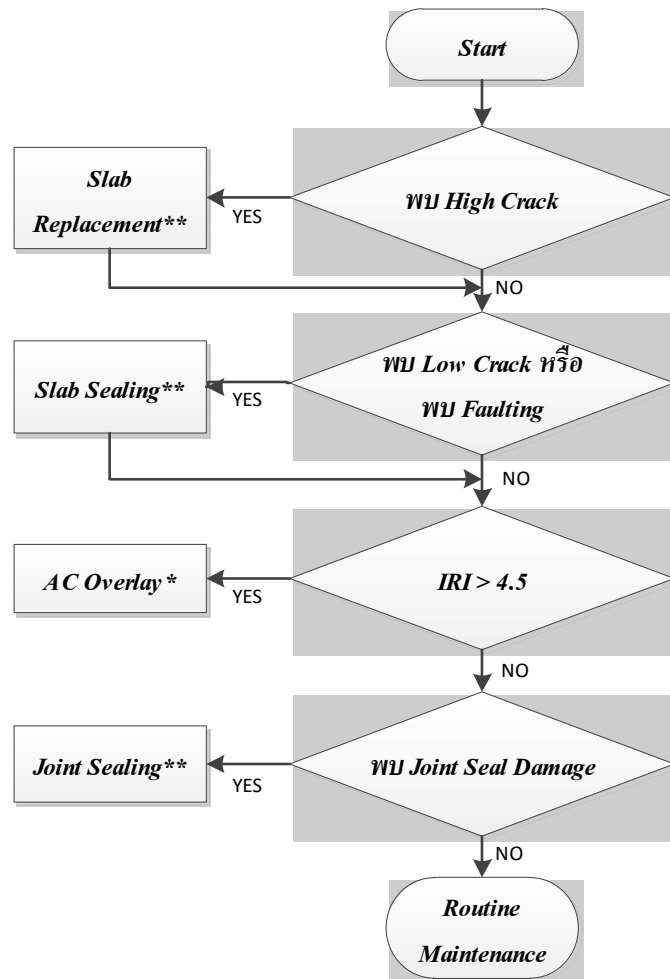 Start
พบ High Crack
YES
Slab
Replacement**
NO
พบ Low Crack หรือ
พบ Faulting
YES
Slab Sealing**
NO
IRI > 4.5
YES
AC Overlay*
NO
พบ Joint Seal Damage
YES
Joint Sealing**
NO
Routine
Maintenance